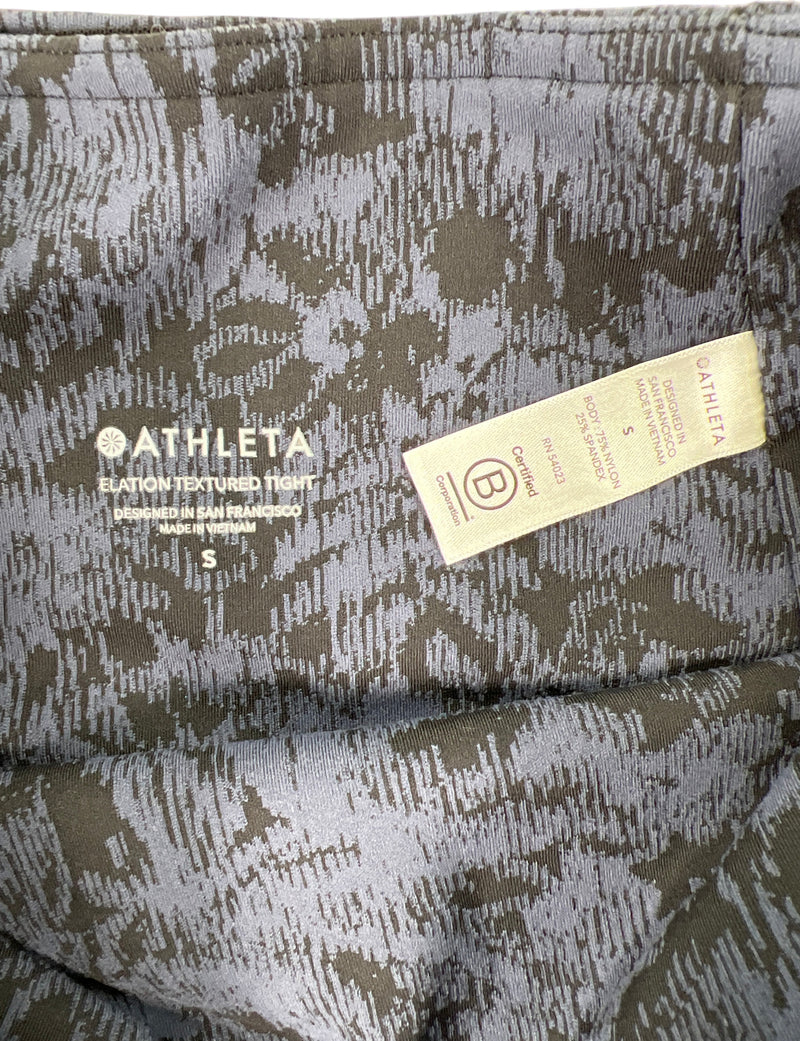 ATHLETA
ELATION TEXTURED TIGHT
DESIGNED IN SAN FRANCISCO
MADE IN VIETNAM
S
ATHLETA
DESIGNED IN
SAN FRANCISCO
MADE IN VIETNAM
S
BODY : 75% NYLON
25% SPANDEX
RN 54023
Certified
B
Corporation